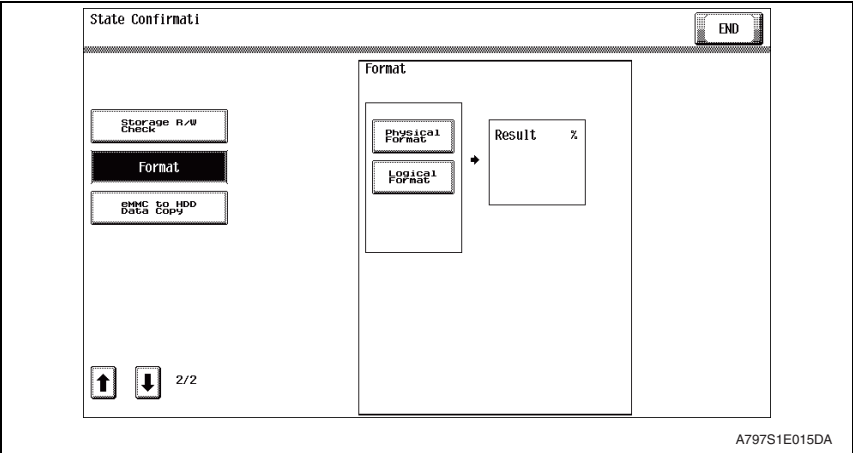 State Confirmati
END
Format
Storage R/W
Check
Format
eMMC to HDD
Data Copy
Physical
Format
Logical
Format
Result %
2/2
A797S1E015DA